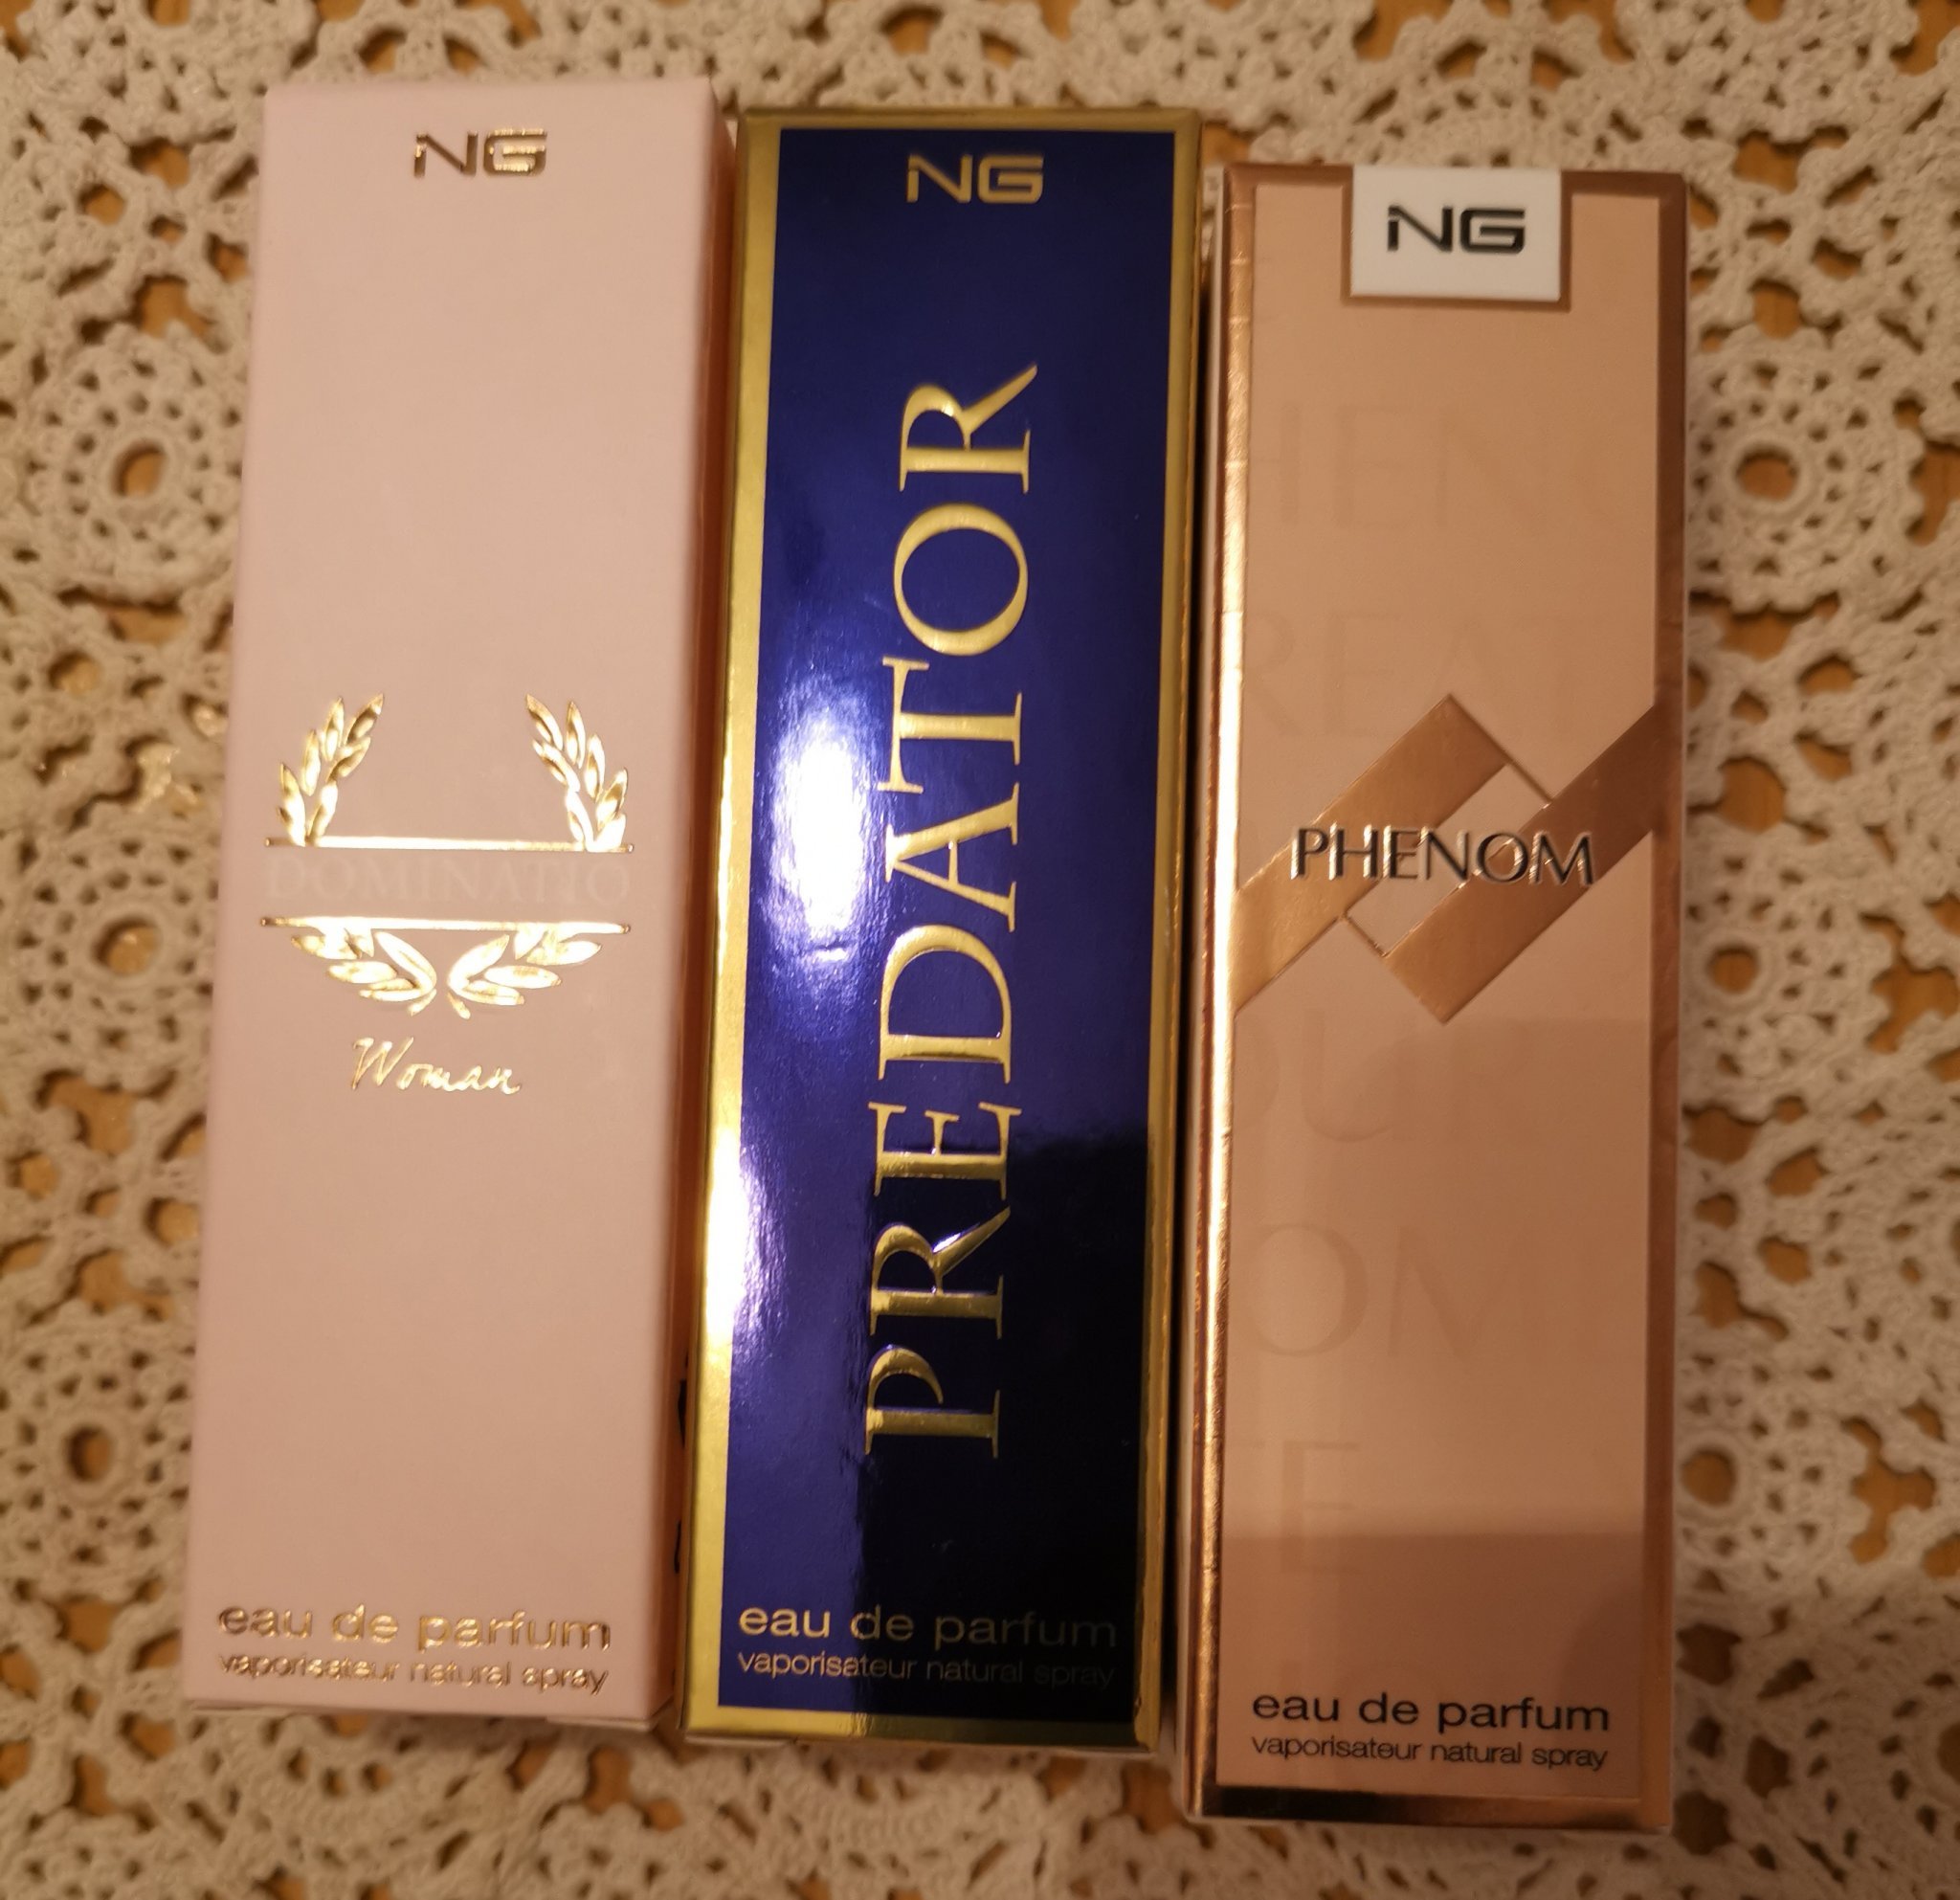 NG
DOMINATIO
Woman
eau de parfum
vaporisateur natural spray
NG
PREDATOR
eau de parfum
vaporisateur natural spray
NG
PHENOM
eau de parfum
vaporisateur natural spray